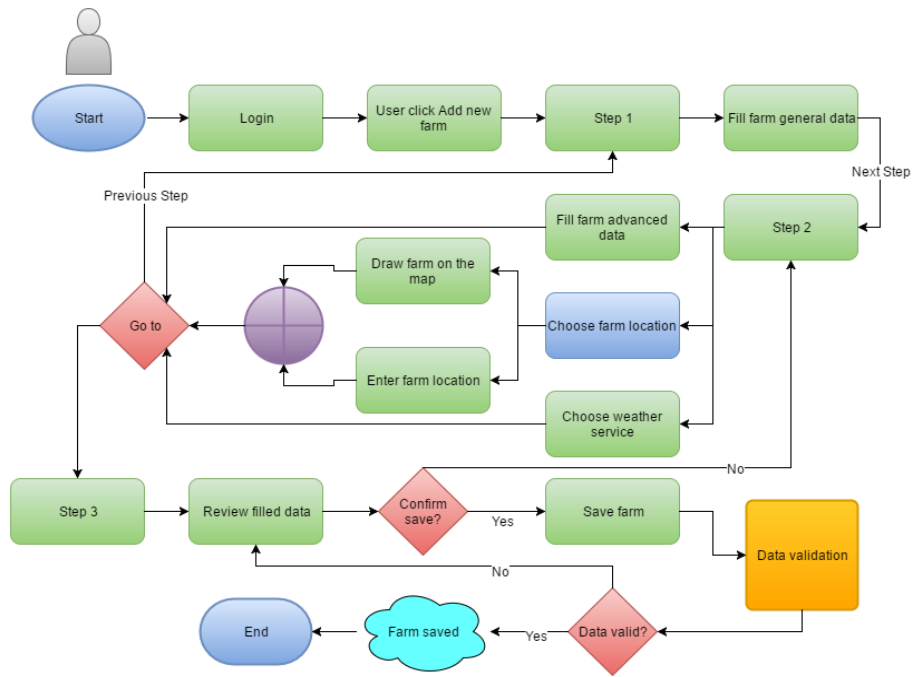 Start
Login
User click Add new
farm
Step 1
Fill farm general data
Next Step
Previous Step
Fill farm advanced
data
Step 2
Draw farm on the
map
Go to
Choose farm location
Enter farm location
Choose weather
service
No
Step 3
Review filled data
Confirm
save?
Yes
Save farm
Data validation
No
End
Farm saved
Yes
Data valid?